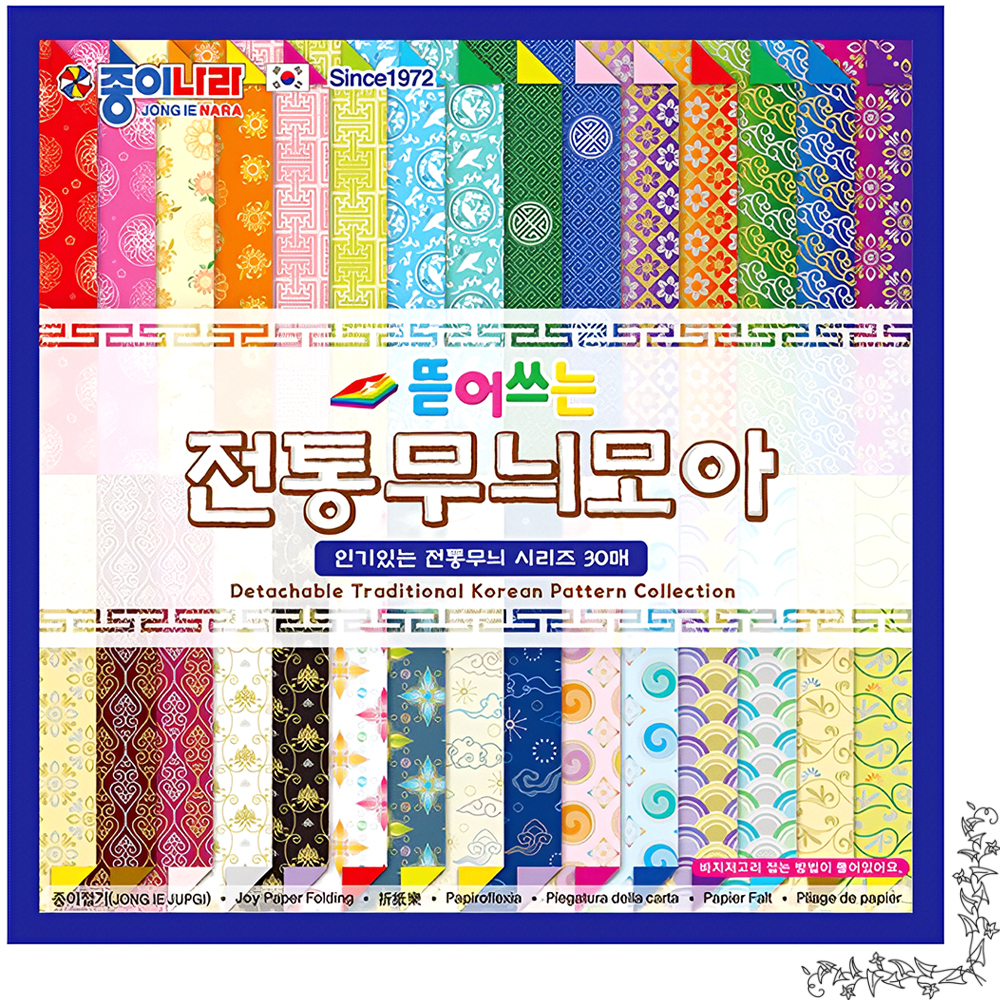 종이나라
JONG IE NARA
Since1972
뜯어쓰는
전통무늬모아
인기있는 전통무늬 시리즈 30매
Detachable Traditional Korean Pattern Collection
바지저고리 접는 방법이 들어있어요.
종이접기(JONG IE JUPGI) • Joy Paper Folding • 折紙樂 • Papiroflexia • Piegatura della carta • Papier Falt • Pliage de papier